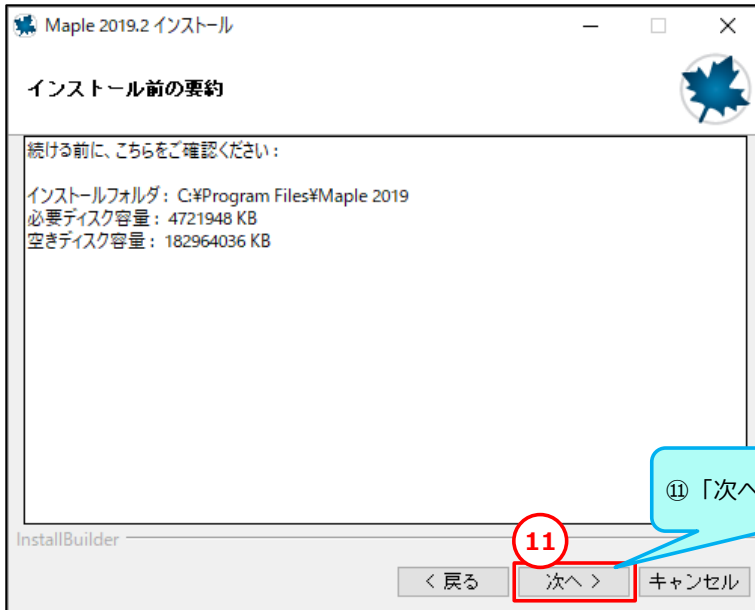 Maple 2019.2 インストール
インストール前の要約
続ける前に、こちらをご確認ください：
インストールフォルダ： C:¥Program Files¥Maple 2019
必要ディスク容量： 4721948 KB
空きディスク容量： 182964036 KB
⑪「次へ
InstallBuilder
11
< 戻る
次へ >
キャンセル